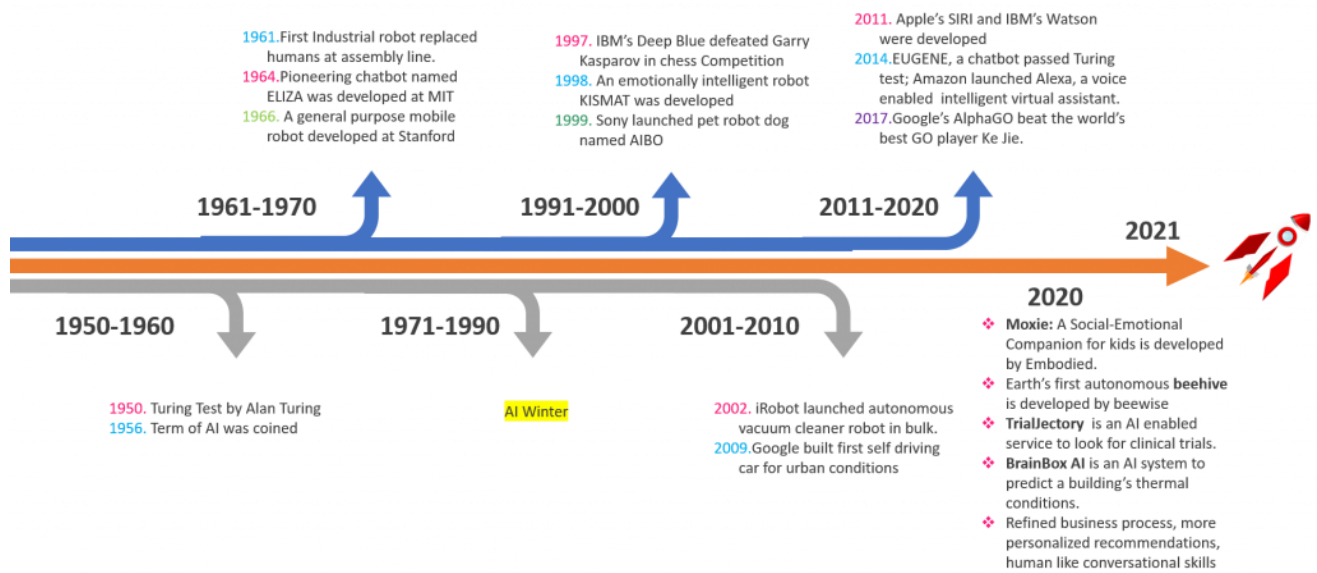 1961.First Industrial robot replaced
humans at assembly line.
1964.Pioneering chatbot named
ELIZA was developed at MIT
1966. A general purpose mobile
robot developed at Stanford
1997. IBM's Deep Blue defeated Garry
Kasparov in chess Competition
1998. An emotionally intelligent robot
KISMAT was developed
1999. Sony launched pet robot dog
named AIBO
2011. Apple's SIRI and IBM's Watson
were developed
2014.EUGENE, a chatbot passed Turing
test; Amazon launched Alexa, a voice
enabled intelligent virtual assistant.
2017.Google's AlphaGO beat the world's
best GO player Ke Jie.
1961-1970
1991-2000
2011-2020
2021
1950-1960
1971-1990
2001-2010
2020
1950. Turing Test by Alan Turing
1956. Term of AI was coined
AI Winter
2002. iRobot launched autonomous
vacuum cleaner robot in bulk.
2009.Google built first self driving
car for urban conditions
Moxie: A Social-Emotional
Companion for kids is developed
by Embodied.
Earth's first autonomous beehive
is developed by beewise
TrialJectory is an AI enabled
service to look for clinical trials.
BrainBox AI is an AI system to
predict a building's thermal
conditions.
Refined business process, more
personalized recommendations,
human like conversational skills